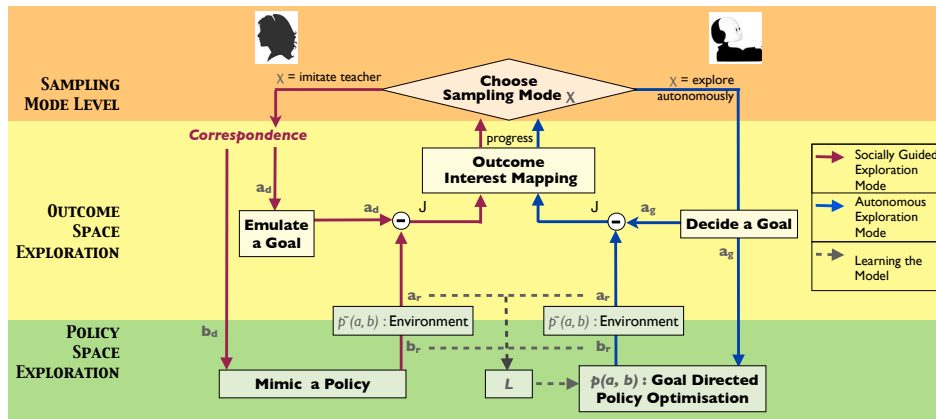 SAMPLING
MODE LEVEL
χ = imitate teacher
Choose
Sampling Mode χ
χ = explore
autonomously
Correspondence
progress
Outcome
Interest Mapping
OUTCOME
SPACE
EXPLORATION
a_d
Emulate
a Goal
a_d
-
J
J
-
a_g
Decide a Goal
a_g
Socially Guided
Exploration
Mode
Autonomous
Exploration
Mode
Learning the
Model
a_r
a_r
p̄(a, b) : Environment
p̄(a, b) : Environment
POLICY
SPACE
EXPLORATION
b_d
b_r
b_r
Mimic a Policy
L
p(a, b) : Goal Directed
Policy Optimisation